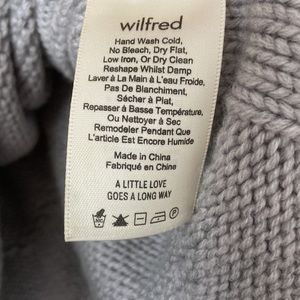 wilfred
Hand Wash Cold,
No Bleach, Dry Flat,
Low Iron, Or Dry Clean
Reshape Whilst Damp
Laver à La Main à L'eau Froide,
Pas De Blanchiment,
Sécher à Plat,
Repasser à Basse Température,
Ou Nettoyer à Sec
Remodeler Pendant Que
L'article Est Encore Humide
Made in China
Fabriqué en China
A LITTLE LOVE
GOES A LONG WAY